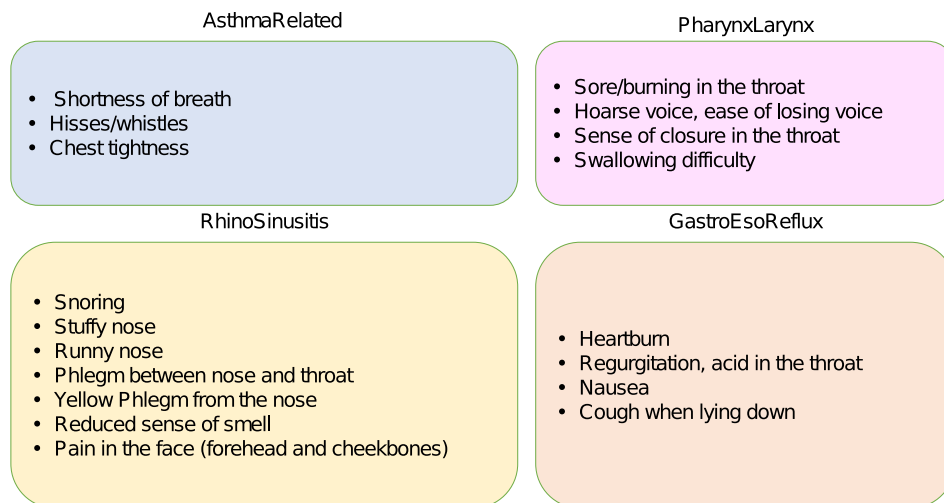 AsthmaRelated
• Shortness of breath
• Hisses/whistles
• Chest tightness
PharynxLarynx
• Sore/burning in the throat
• Hoarse voice, ease of losing voice
• Sense of closure in the throat
• Swallowing difficulty
RhinoSinusitis
• Snoring
• Stuffy nose
• Runny nose
• Phlegm between nose and throat
• Yellow Phlegm from the nose
• Reduced sense of smell
• Pain in the face (forehead and cheekbones)
GastroEsoReflux
• Heartburn
• Regurgitation, acid in the throat
• Nausea
• Cough when lying down